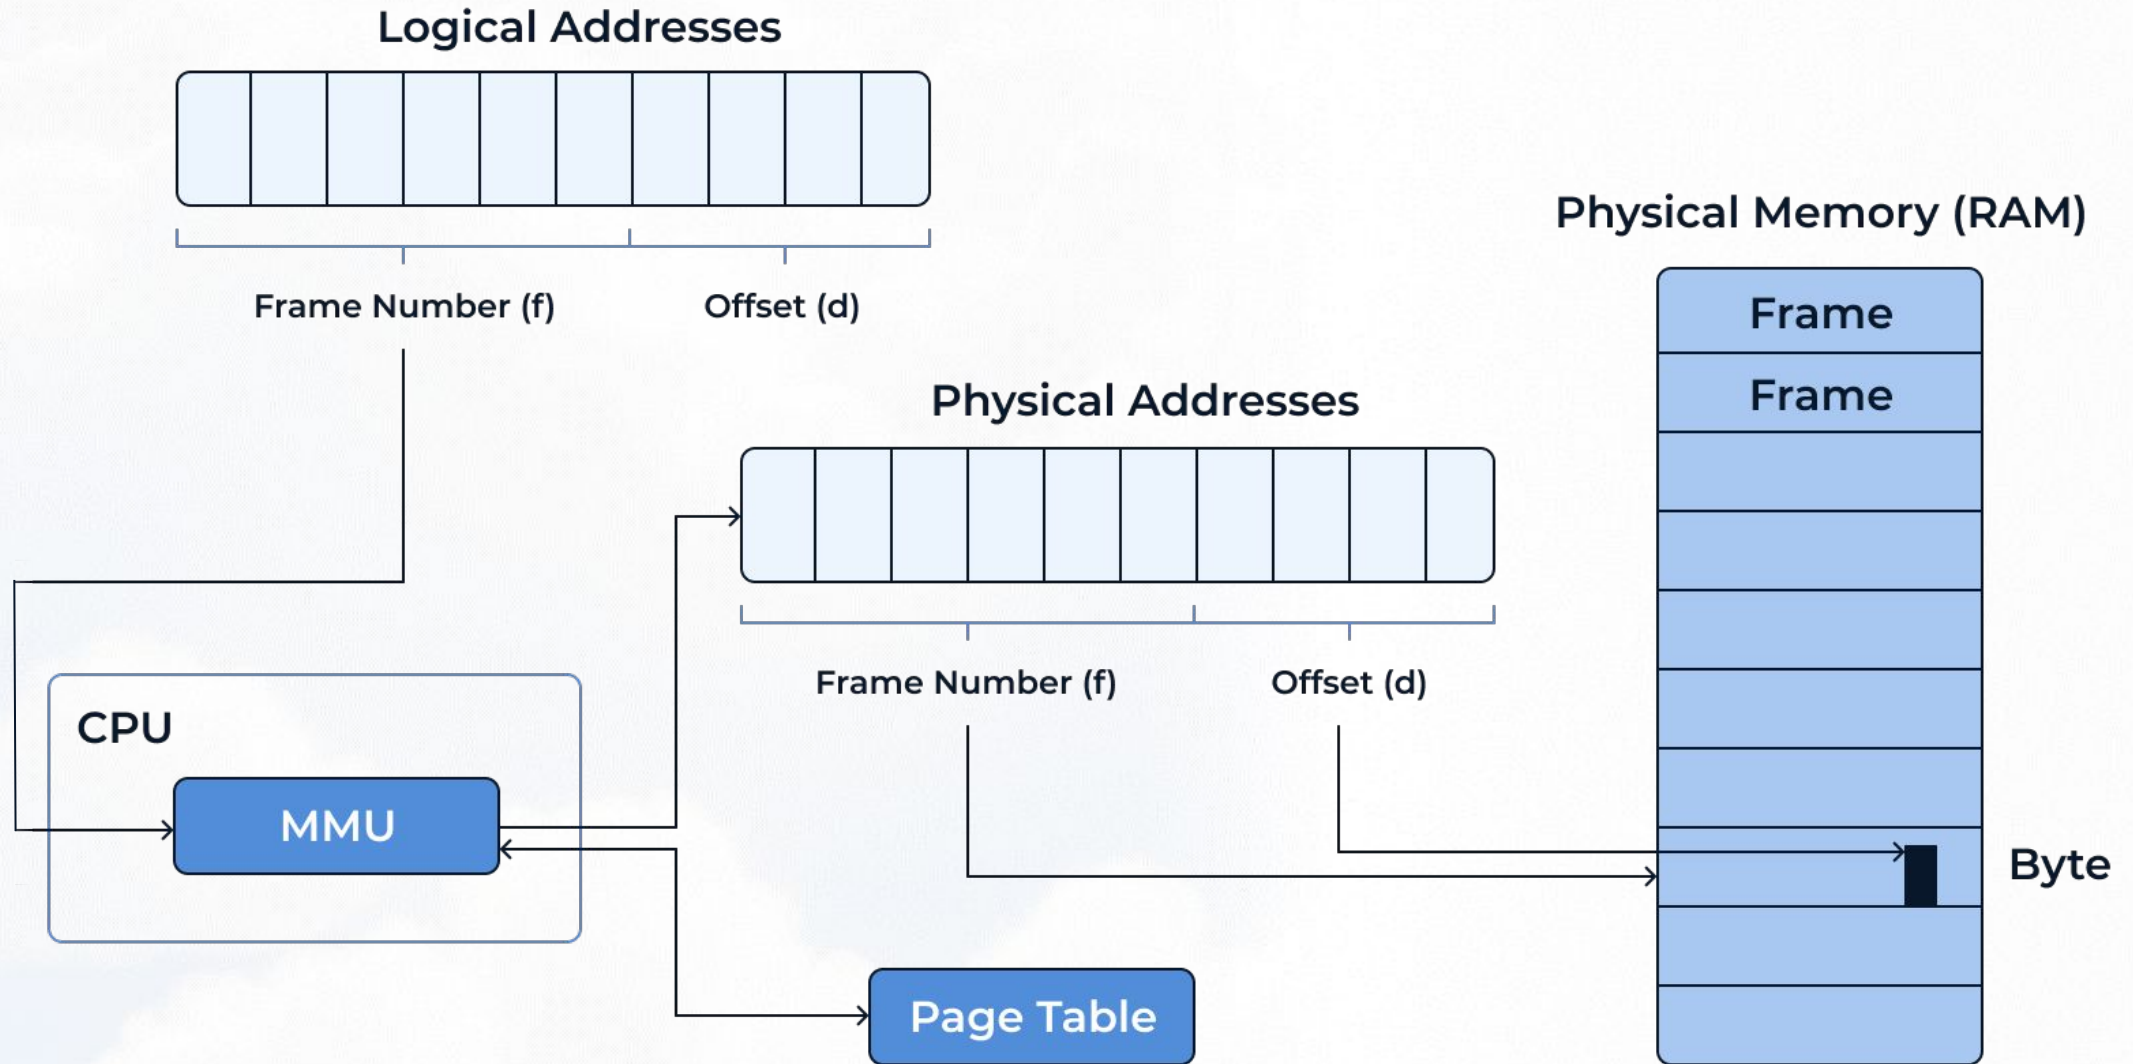 Logical Addresses
Frame Number (f)
Offset (d)
Physical Addresses
Frame Number (f)
Offset (d)
CPU
MMU
Page Table
Physical Memory (RAM)
Frame
Frame
Byte